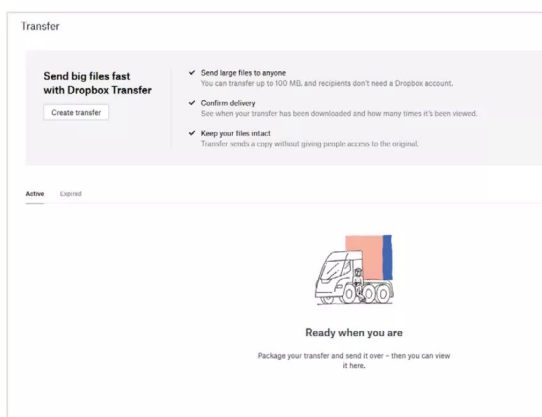 Transfer
Send big files fast
with Dropbox Transfer
Create transfer
Send large files to anyone
You can transfer up to 100 MB, and recipients don't need a Dropbox account.
Confirm delivery
See when your transfer has been downloaded and how many times it's been viewed.
Keep your files intact
Transfer sends a copy without giving people access to the original.
Active Expired
Ready when you are
Package your transfer and send it over – then you can view
it here.